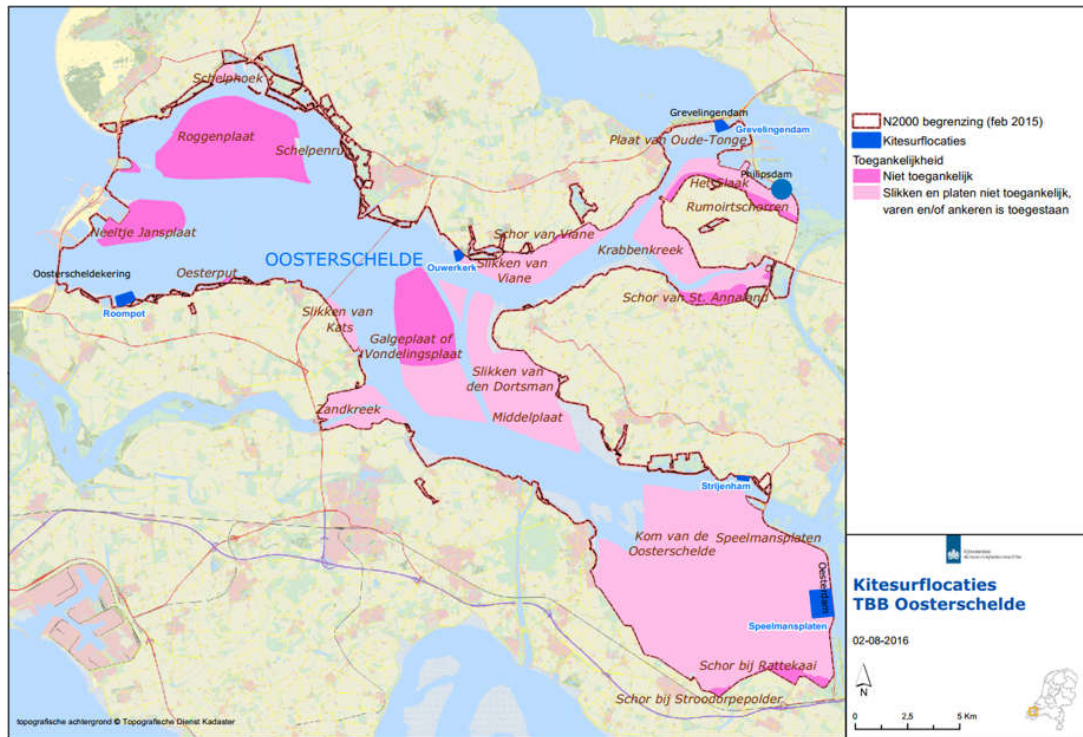 Schelphoek
Roggenplaat
Schelpenrug
Grevelingendam
Grevelingendam
Plaat van Oude-Tonge
Philipsdam
Het Slaak
Rumoirtschorren
Neeltje Jansplaat
Schor van Viane
Krabbenkreek
OOSTERSCHELDE
Ouwerkerk
Slikken van
Viane
Oosterscheldekering
Oesterput
Roompot
Schor van St. Annaland
Slikken van
Kats
Galgeplaat of
Vondelingsplaat
Slikken van
den Dortsman
Zandkreek
Middelplaat
Strijenham
Kom van de
Oosterschelde
Speelmansplaten
Oesterdam
Speelmansplaten
Schor bij Rattekaai
Schor bij Stroodorpepolder
topografische achtergrond © Topografische Dienst Kadaster
N2000 begrenzing (feb 2015)
Kitesurflocaties
Toegankelijkheid
Niet toegankelijk
Slikken en platen niet toegankelijk,
varen en/of ankeren is toegestaan
Kitesurflocaties
TBB Oosterschelde
02-08-2016
N
0 2,5 5 Km